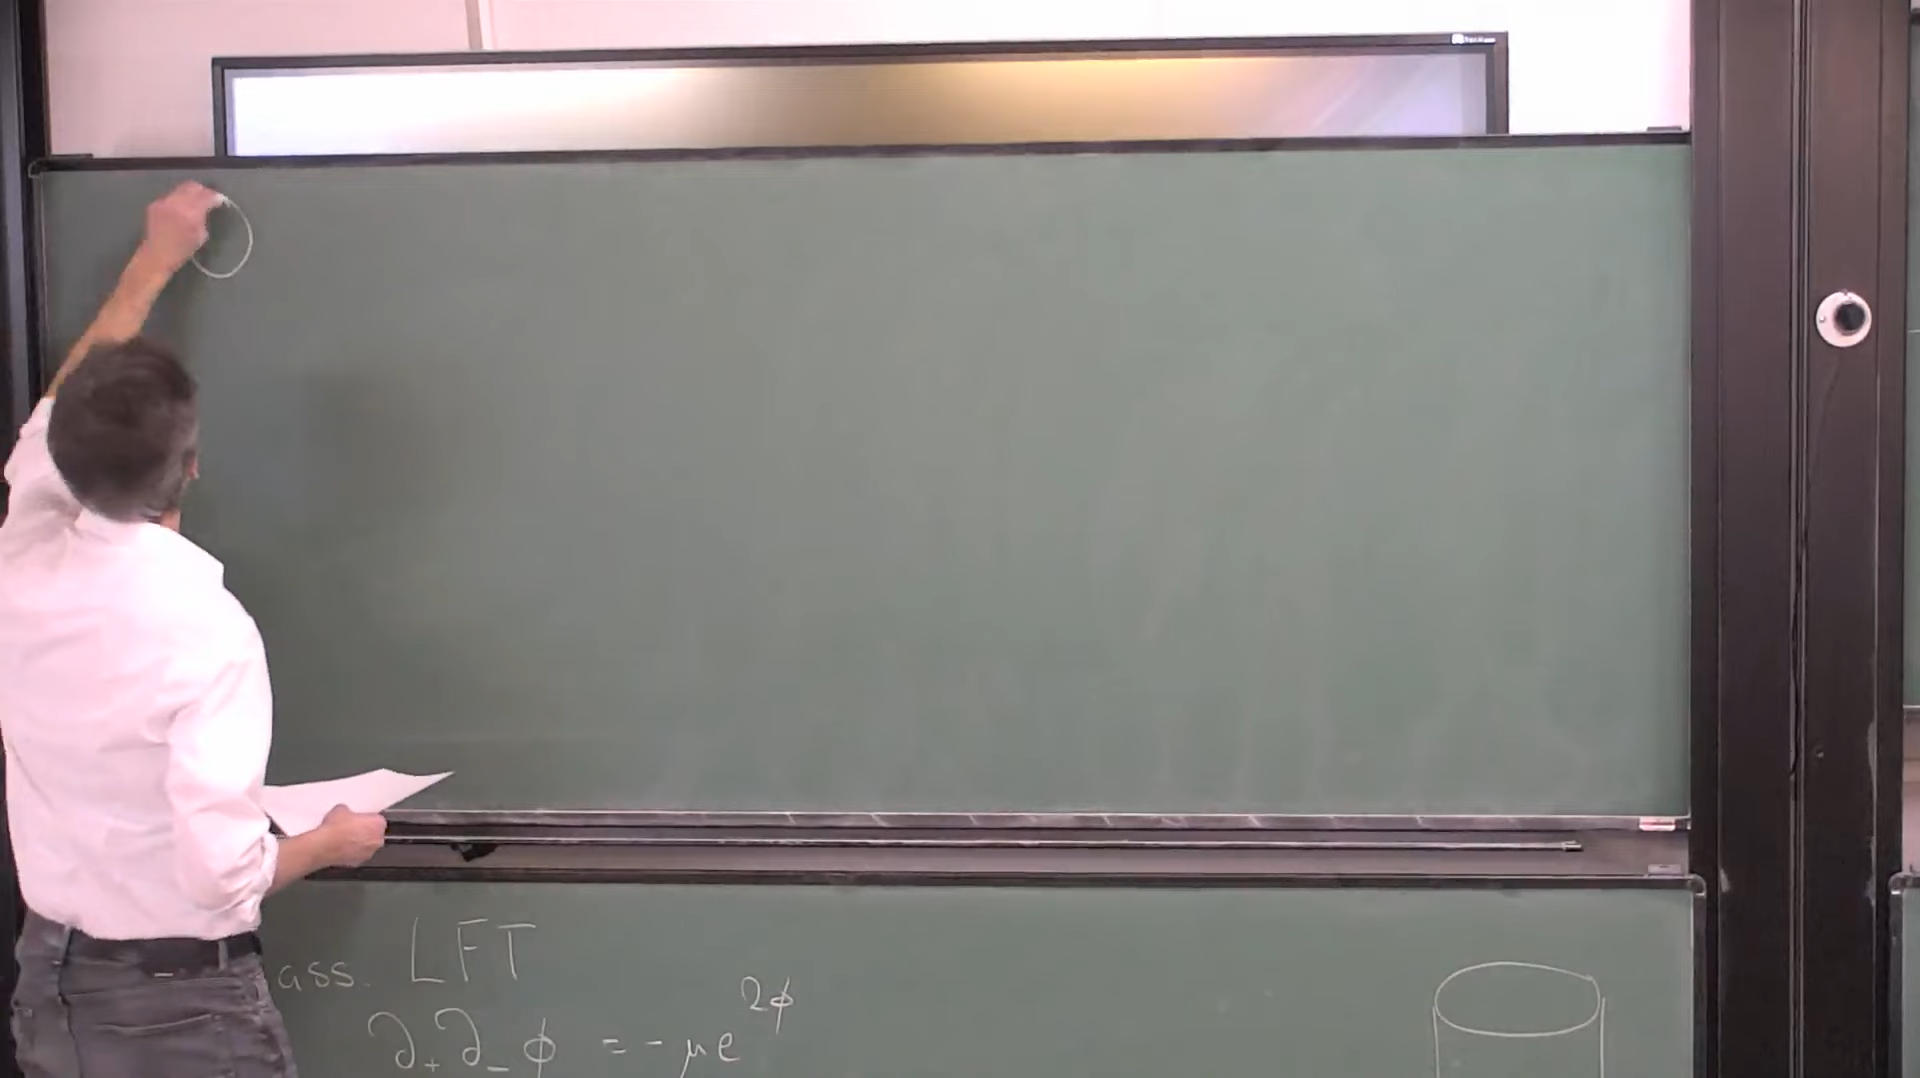 ass. LFT
∂₊∂₋ϕ = -μe^{2ϕ}